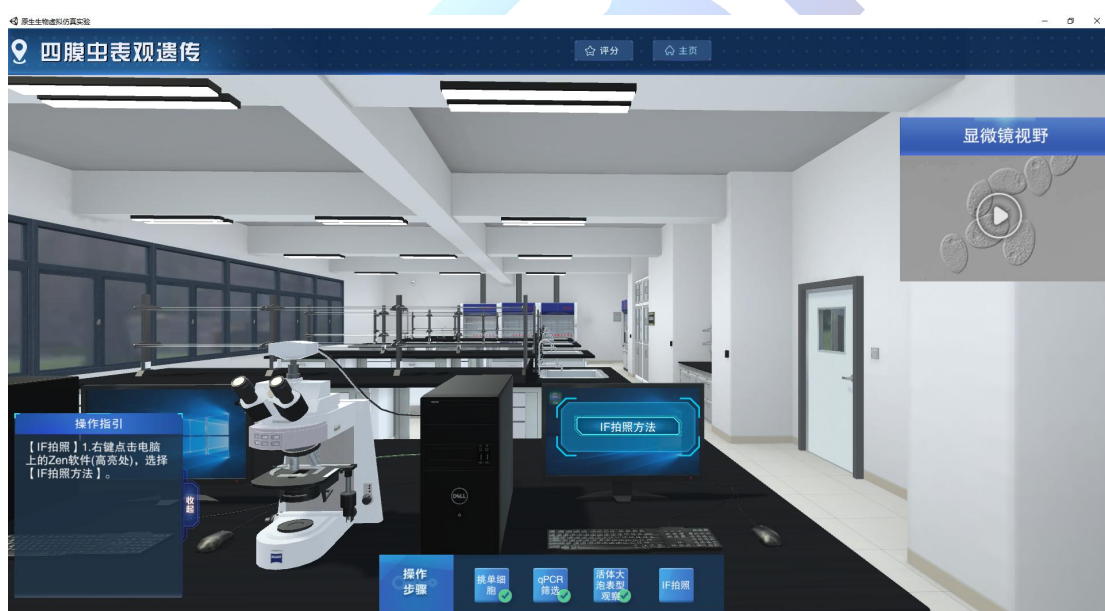 原生生物虚拟仿真实验
四膜虫表观遗传
评分
主页
显微镜视野
操作指引
【IF拍照】1.右键点击电脑
上的Zen软件(高亮处)，选择
【IF拍照方法】。
收起
IF拍照方法
DELL
操作
步骤
挑单细
胞
qPCR
筛选
活体大
泡表型
观察
IF拍照